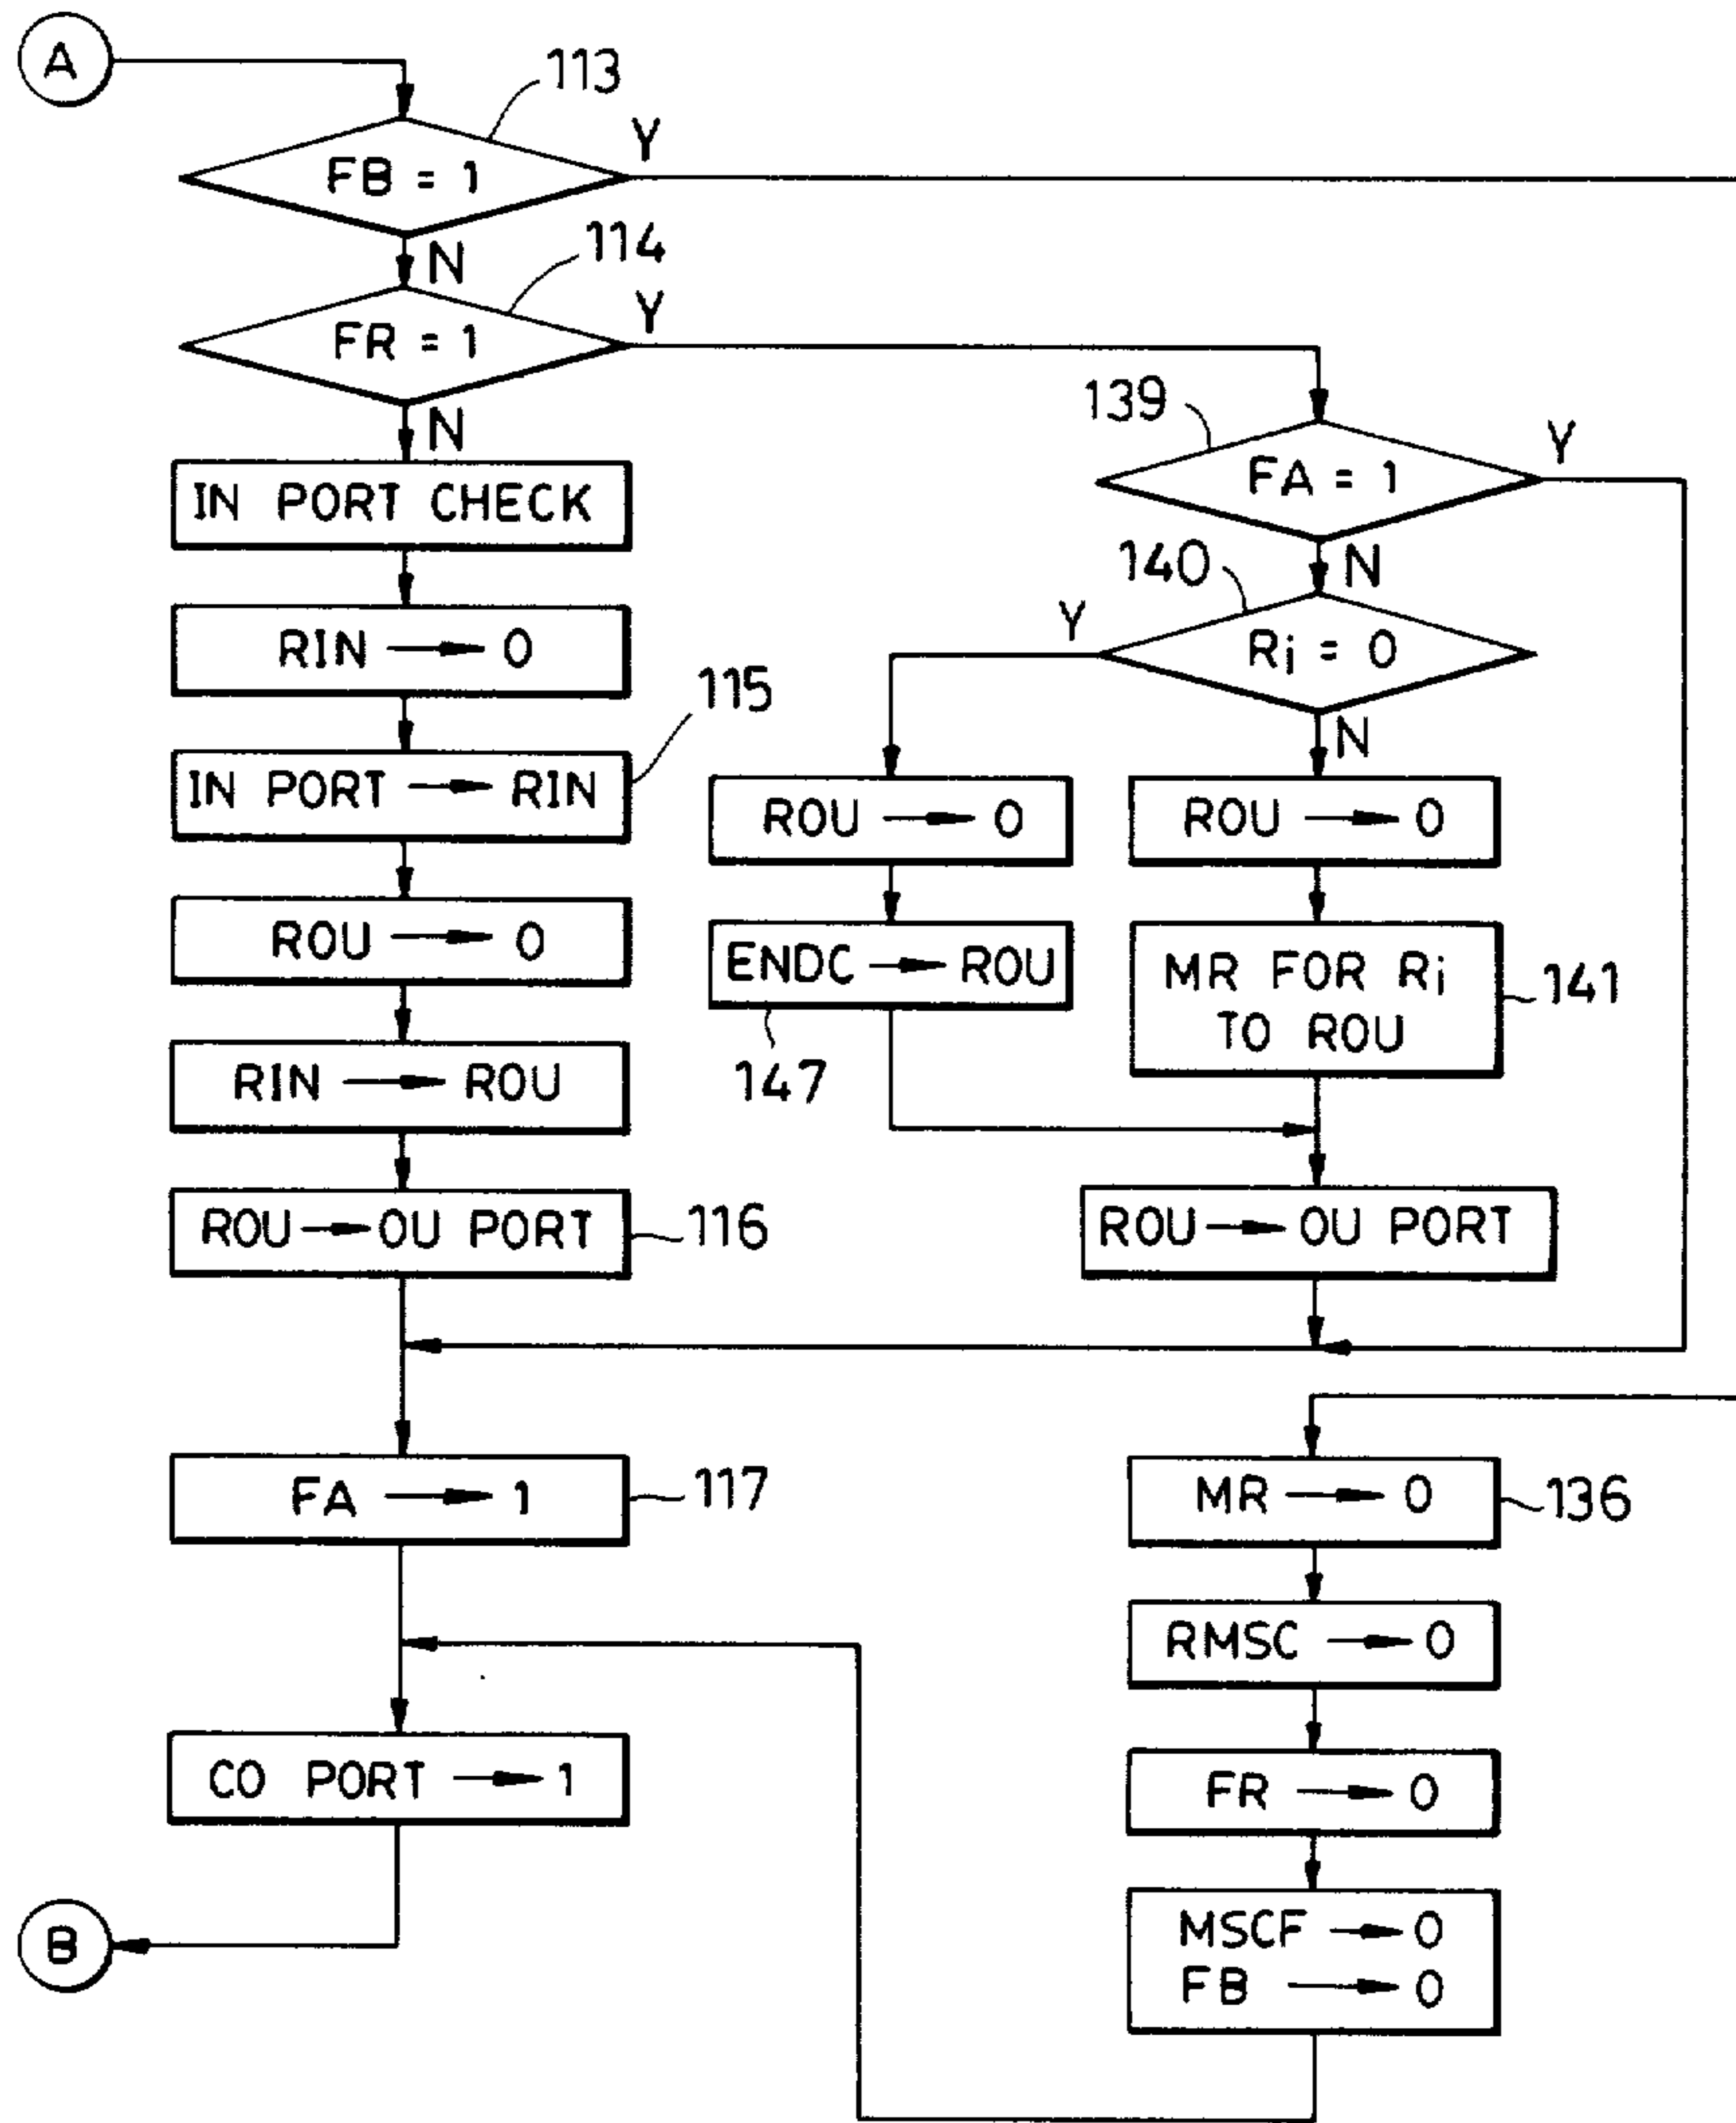 A
113
FB = 1
Y
N
114
FR = 1
Y
N
IN PORT CHECK
RIN → 0
IN PORT → RIN
115
ROU → 0
RIN → ROU
ROU → OU PORT
116
FA → 1
117
CO PORT → 1
B
139
FA = 1
Y
N
140
Ri = 0
Y
N
ROU → 0
ENDC → ROU
147
ROU → 0
MR FOR Ri
TO ROU
141
ROU → OU PORT
MR → 0
136
RMSC → 0
FR → 0
MSCF → 0
FB → 0